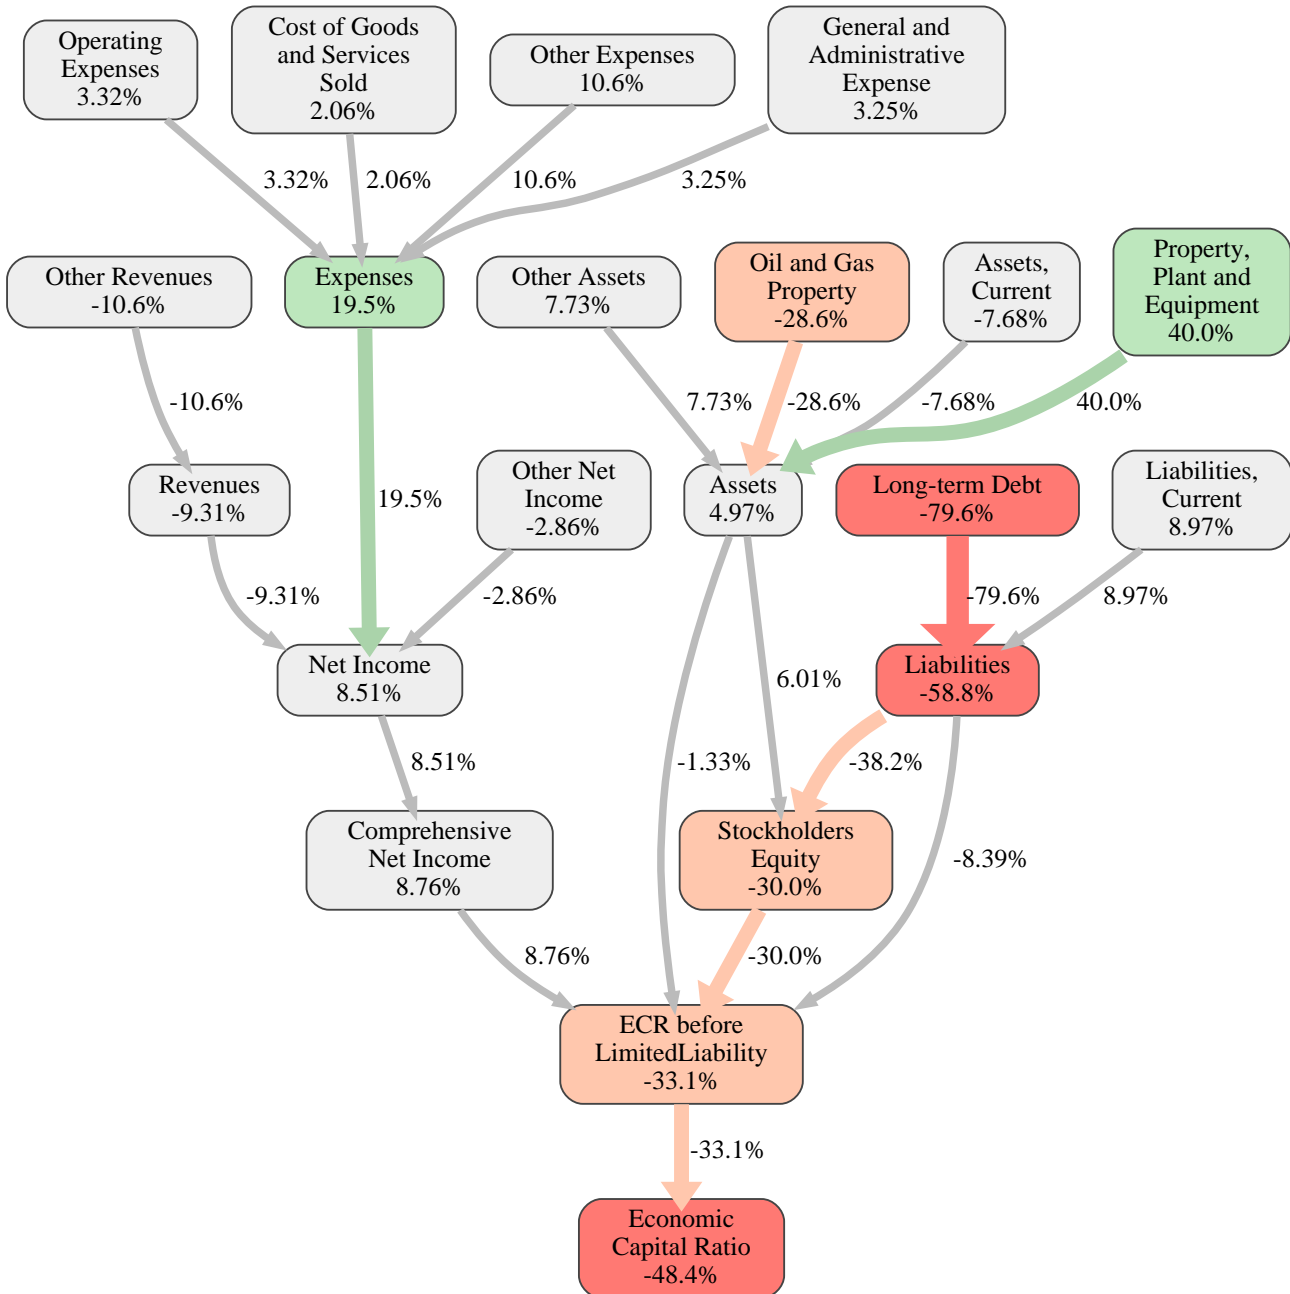 Operating
Expenses
3.32%
Cost of Goods
and Services
Sold
2.06%
Other Expenses
10.6%
General and
Administrative
Expense
3.25%
3.32%
2.06%
10.6%
3.25%
Other Revenues
-10.6%
Expenses
19.5%
Other Assets
7.73%
Oil and Gas
Property
-28.6%
Assets,
Current
-7.68%
Property,
Plant and
Equipment
40.0%
-10.6%
7.73%
-28.6%
-7.68%
40.0%
Revenues
-9.31%
19.5%
Other Net
Income
-2.86%
Assets
4.97%
Long-term Debt
-79.6%
Liabilities,
Current
8.97%
-9.31%
-2.86%
-79.6%
8.97%
Net Income
8.51%
6.01%
Liabilities
-58.8%
8.51%
-1.33%
-38.2%
Comprehensive
Net Income
8.76%
Stockholders
Equity
-30.0%
-8.39%
8.76%
-30.0%
ECR before
LimitedLiability
-33.1%
-33.1%
Economic
Capital Ratio
-48.4%